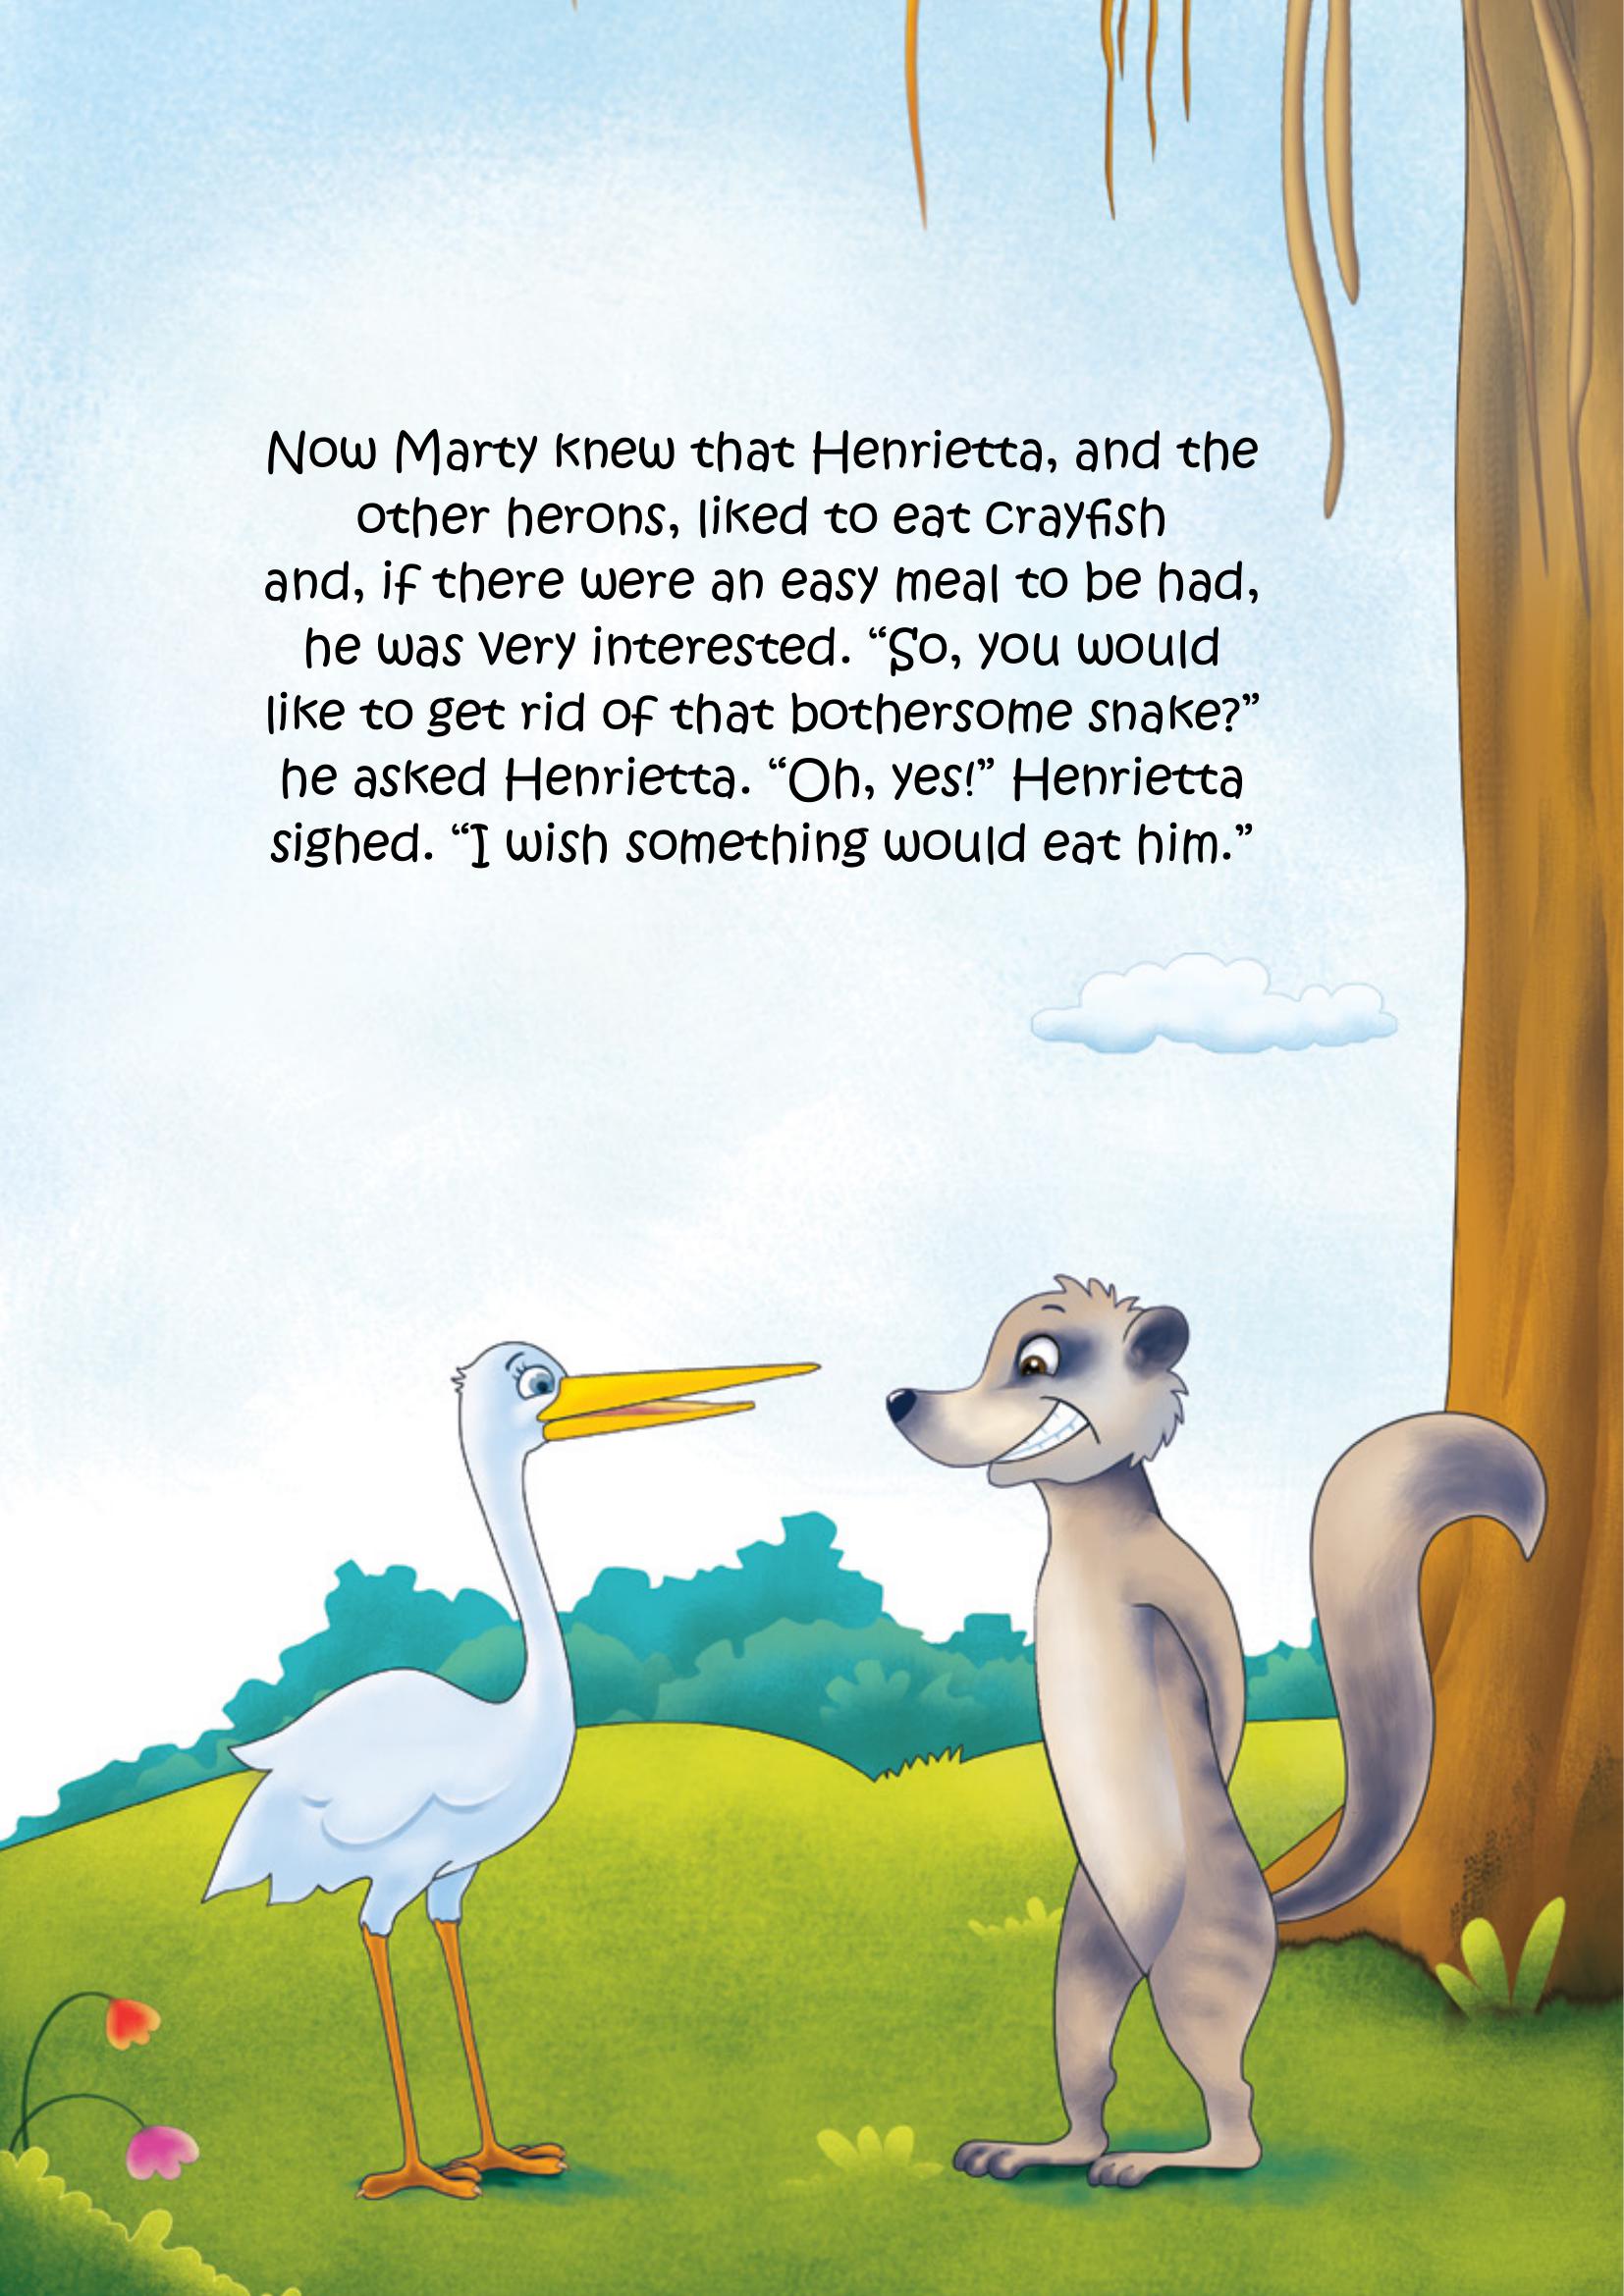 Now Marty knew that Henrietta, and the
other herons, liked to eat crayfish
and, if there were an easy meal to be had,
he was very interested. “So, you would
like to get rid of that bothersome snake?”
he asked Henrietta. “Oh, yes!” Henrietta
sighed. “I wish something would eat him.”